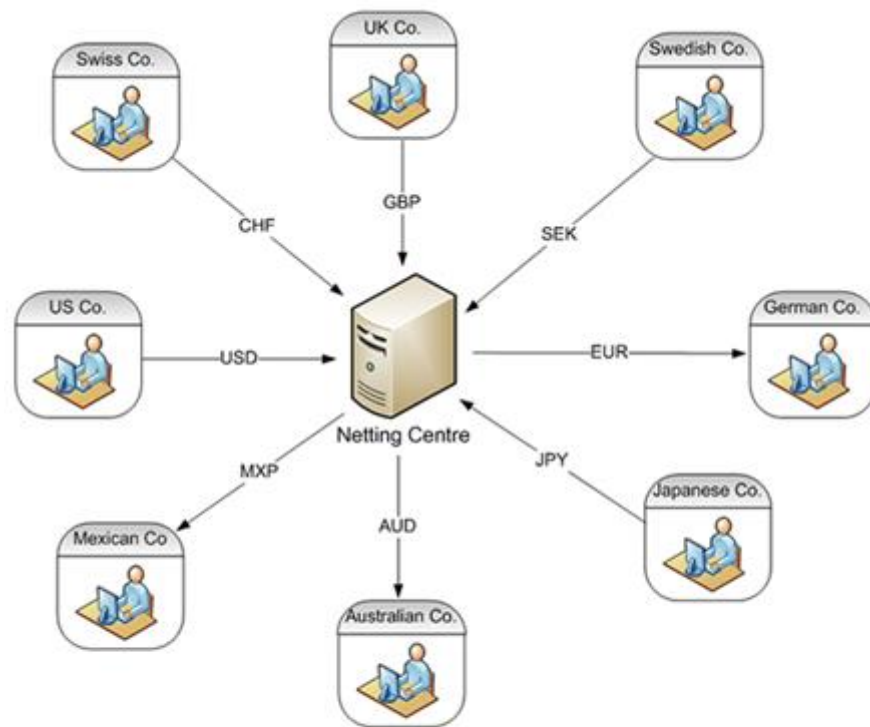 UK Co.
Swiss Co.
Swedish Co.
GBP
CHF
SEK
US Co.
German Co.
USD
EUR
Netting Centre
MXP
JPY
Japanese Co.
AUD
Mexican Co
Australian Co.